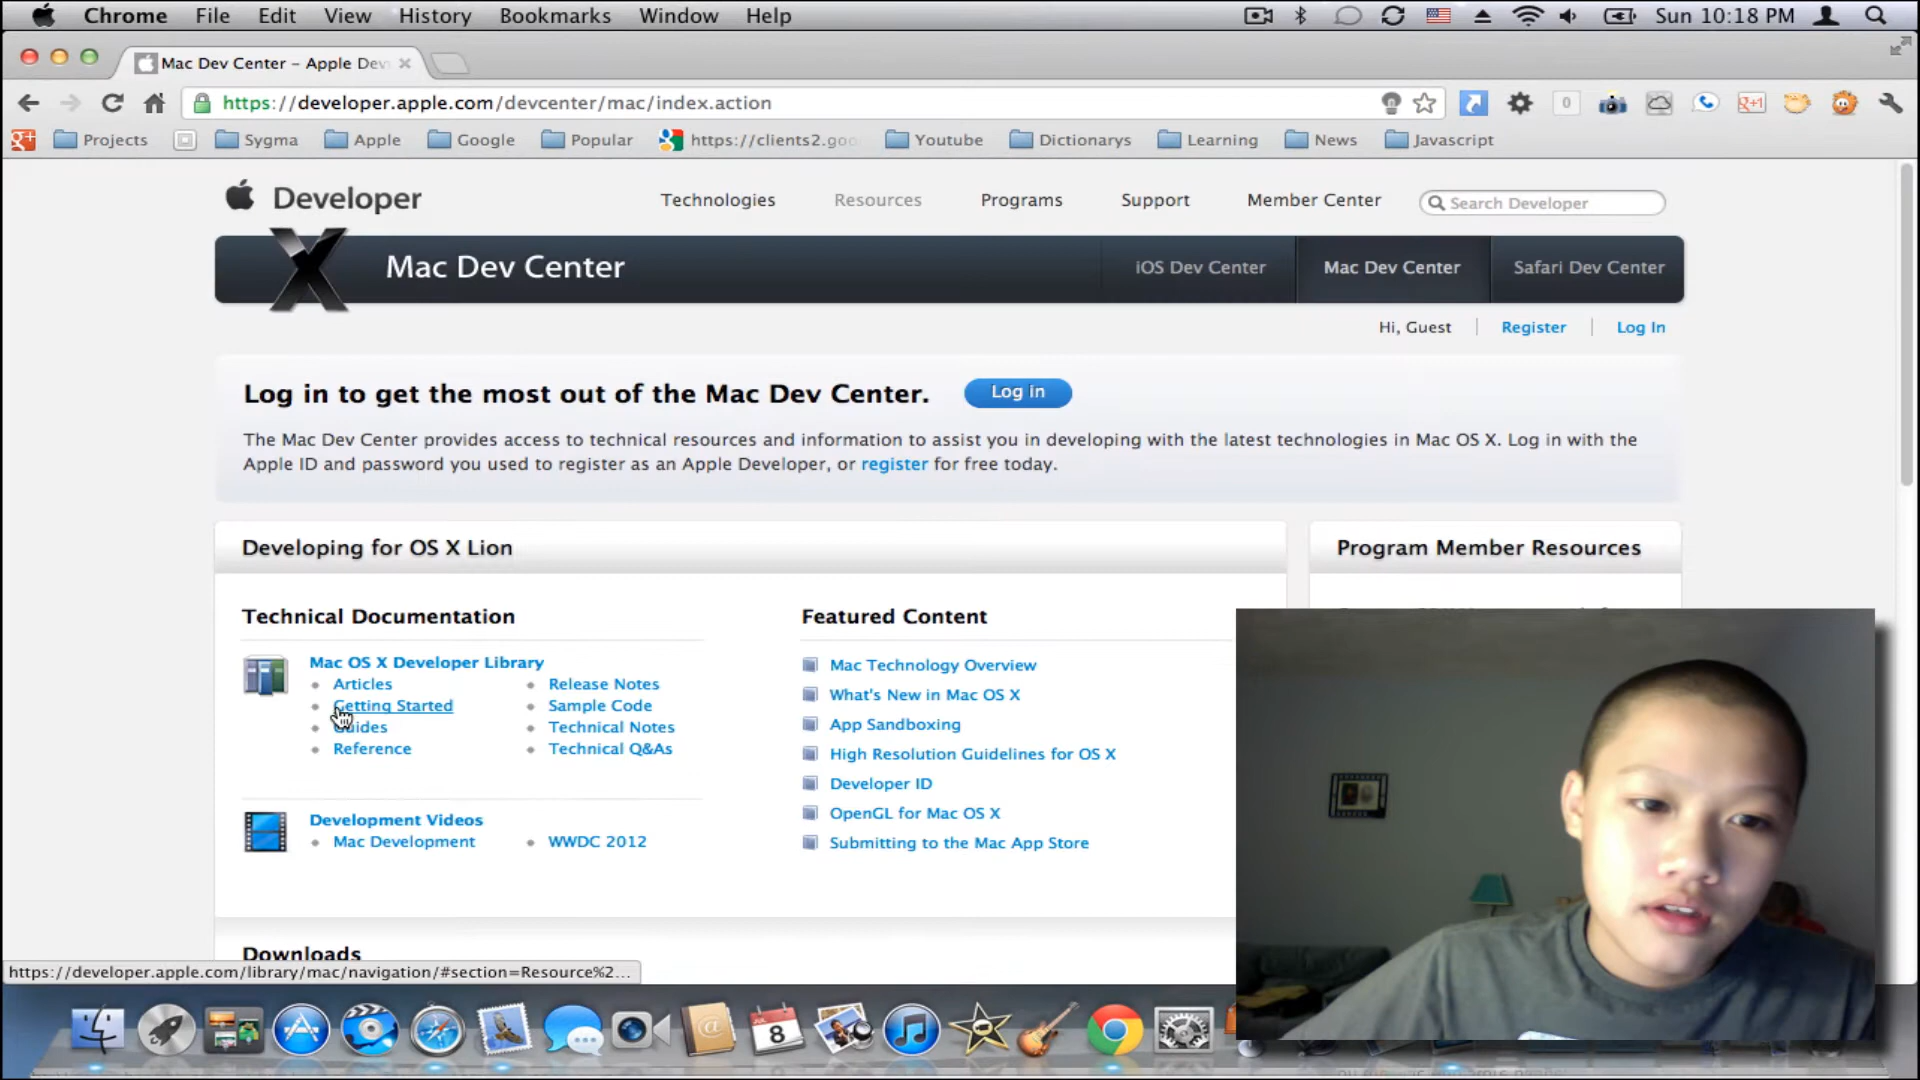 Chrome File Edit View History Bookmarks Window Help Sun 10:18 PM
Mac Dev Center – Apple Dev
https://developer.apple.com/devcenter/mac/index.action 0 +1
Projects Sygma Apple Google Popular https://clients2.goo Youtube Dictionarys Learning News Javascript
Developer Technologies Resources Programs Support Member Center Search Developer
Mac Dev Center iOS Dev Center Mac Dev Center Safari Dev Center
Hi, Guest Register Log In
Log in to get the most out of the Mac Dev Center. Log in
The Mac Dev Center provides access to technical resources and information to assist you in developing with the latest technologies in Mac OS X. Log in with the
Apple ID and password you used to register as an Apple Developer, or register for free today.
Developing for OS X Lion
Program Member Resources
Technical Documentation
Mac OS X Developer Library
Articles
Getting Started
Guides
Reference
Release Notes
Sample Code
Technical Notes
Technical Q&As
Development Videos
Mac Development
WWDC 2012
Featured Content
Mac Technology Overview
What's New in Mac OS X
App Sandboxing
High Resolution Guidelines for OS X
Developer ID
OpenGL for Mac OS X
Submitting to the Mac App Store
Downloads
https://developer.apple.com/library/mac/navigation/#section=Resource%2...
8